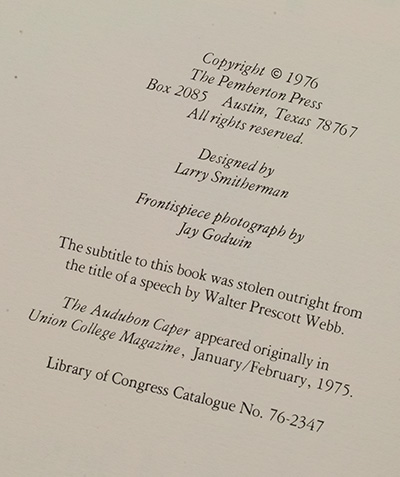 Copyright © 1976
The Pemberton Press
Box 2085 Austin, Texas 78767
All rights reserved.
Designed by
Larry Smitherman
Frontispiece photograph by
Jay Godwin
The subtitle to this book was stolen outright from
the title of a speech by Walter Prescott Webb.
The Audubon Caper appeared originally in
Union College Magazine, January/February, 1975.
Library of Congress Catalogue No. 76-2347